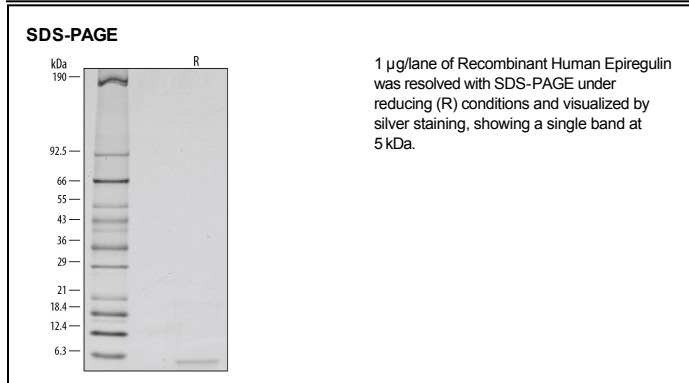 SDS-PAGE
kDa
R
190
92.5
66
55
43
36
29
21
18.4
12.4
6.3
1 µg/lane of Recombinant Human Epiregulin
was resolved with SDS-PAGE under
reducing (R) conditions and visualized by
silver staining, showing a single band at
5 kDa.